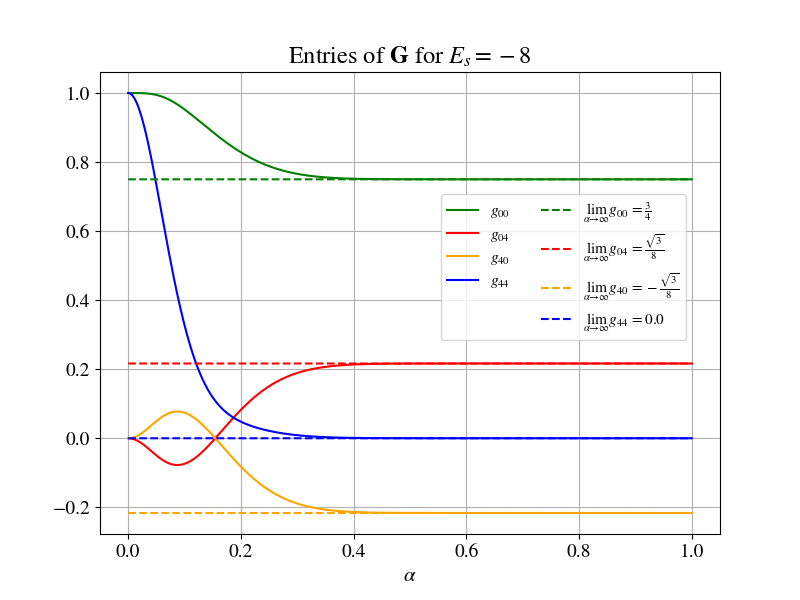 Entries of G for E_s = −8
1.0
0.8
0.6
0.4
0.2
0.0
−0.2
g_00
g_04
g_40
g_44
lim_{α→∞} g_00 = 3/4
lim_{α→∞} g_04 = √3/8
lim_{α→∞} g_40 = −√3/8
lim_{α→∞} g_44 = 0.0
0.0 0.2 0.4 0.6 0.8 1.0
α